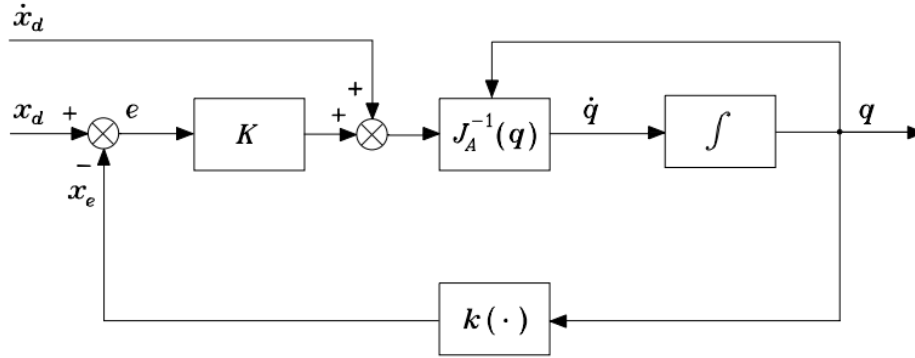 ẋ_d
x_d + e K + + J_A^{-1}(q) q̇ ∫ q
−
x_e
k(·)